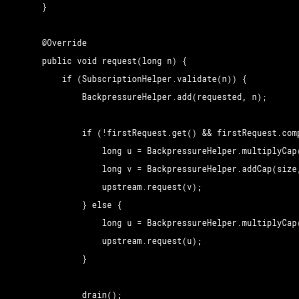 }
@Override
public void request(long n) {
if (SubscriptionHelper.validate(n)) {
BackpressureHelper.add(requested, n);
if (!firstRequest.get() && firstRequest.comp
long u = BackpressureHelper.multiplyCap(
long v = BackpressureHelper.addCap(size,
upstream.request(v);
} else {
long u = BackpressureHelper.multiplyCap(
upstream.request(u);
}
drain();